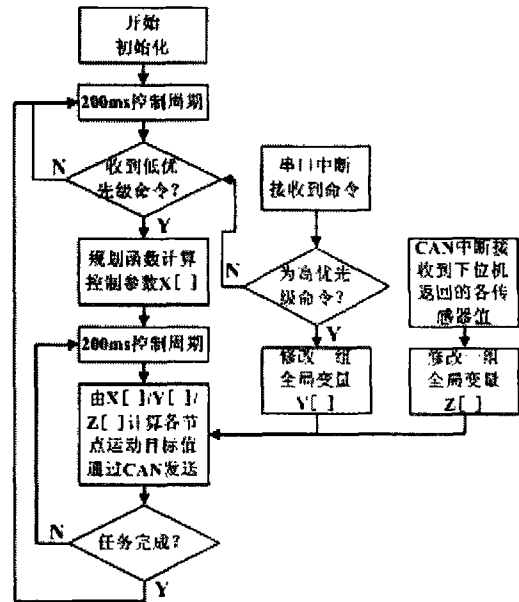 开始
初始化
200ms控制周期
N
收到低优
先级命令?
Y
规划函数计算
控制参数X[ ]
200ms控制周期
由X[ ]/Y[ ]/
Z[ ]计算各节
点运动目标值
通过CAN发送
N
任务完成?
Y
串口中断
接收到命令
N
为高优先
级命令?
Y
修改一组
全局变量
Y[ ]
CAN中断接
收到下位机
返回的各传
感器值
修改一组
全局变量
Z[ ]